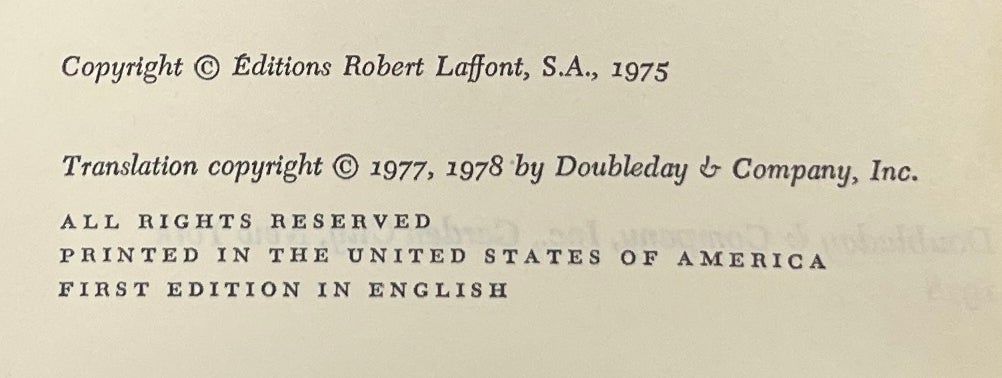 Copyright © Éditions Robert Laffont, S.A., 1975
Translation copyright © 1977, 1978 by Doubleday & Company, Inc.
ALL RIGHTS RESERVED
PRINTED IN THE UNITED STATES OF AMERICA
FIRST EDITION IN ENGLISH